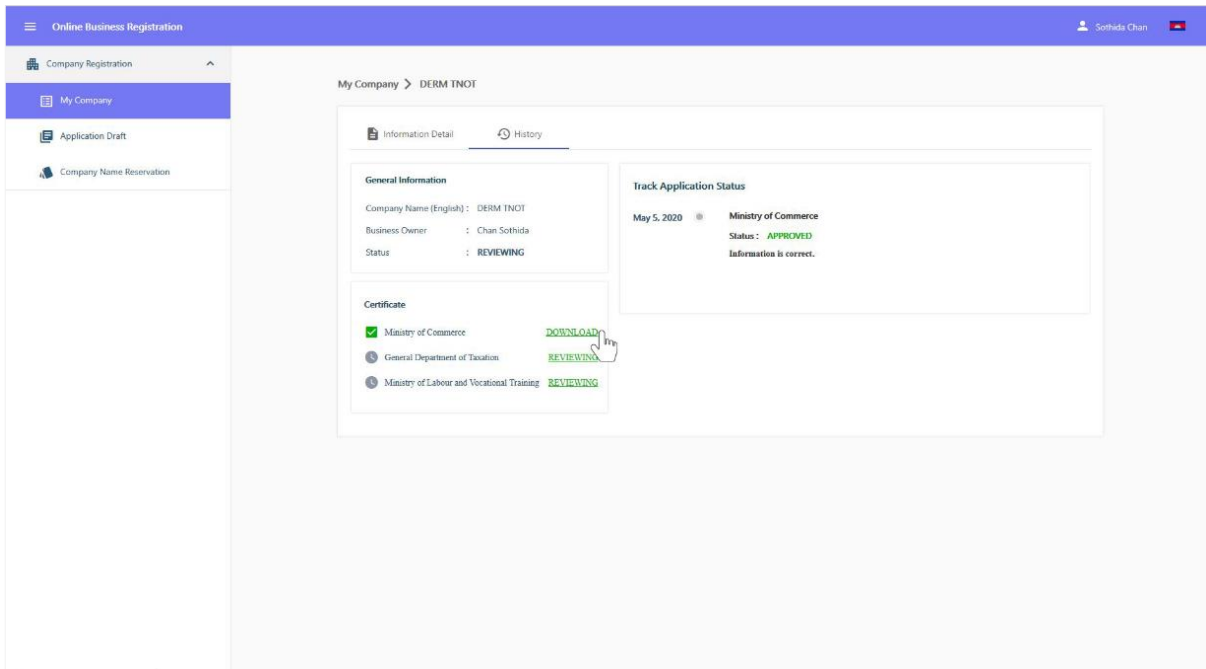 Online Business Registration
Sothida Chan
Company Registration
My Company
Application Draft
Company Name Reservation
My Company > DERM TNOT
Information Detail
History
General Information
Company Name (English) : DERM TNOT
Business Owner : Chan Sothida
Status : REVIEWING
Certificate
Ministry of Commerce DOWNLOAD
General Department of Taxation REVIEWING
Ministry of Labour and Vocational Training REVIEWING
Track Application Status
May 5, 2020 Ministry of Commerce
Status : APPROVED
Information is correct.